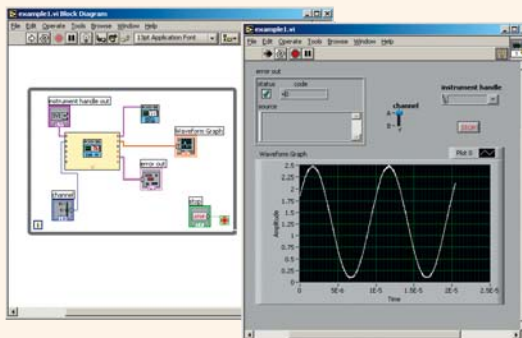 example1.vi Block Diagram
File Edit Operate Tools Browse Window Help
13pt Application Font
instrument handle out
Waveform Graph
error out
channel
stop
i
example1.vi
File Edit Operate Tools Browse Window Help
error out
status code
source
channel
A
B
instrument handle
STOP
Waveform Graph
Plot 0
2.5
2.25
2
1.75
1.5
1.25
1
0.75
0.5
0.25
0
Amplitude
0 5E-6 1E-5 1.5E-5 2E-5 2.5E-5
Time